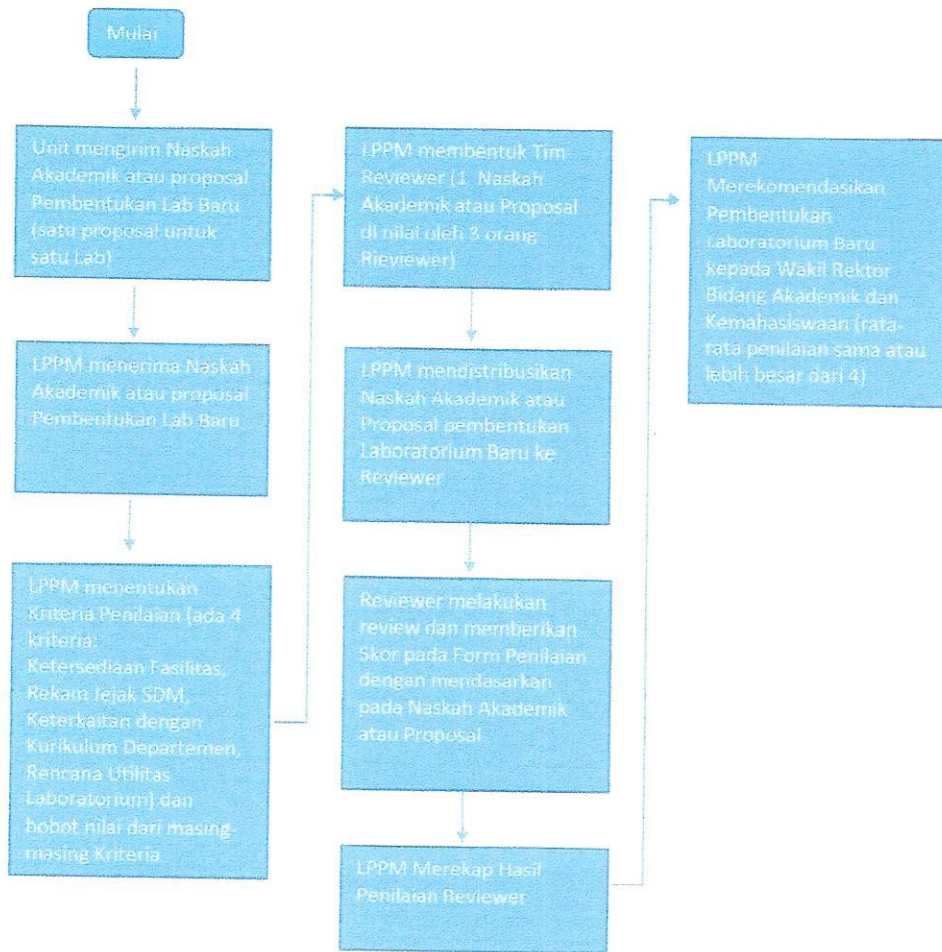 Mulai
Unit mengirim Naskah
Akademik atau proposal
Pembentukan Lab Baru
(satu proposal untuk
satu Lab)
LPPM menerima Naskah
Akademik atau proposal
Pembentukan Lab Baru
LPPM menentukan
Kriteria Penilaian (ada 4
kriteria:
Ketersediaan Fasilitas,
Rekam Jejak SDM,
Keterkaitan dengan
Kurikulum Departemen,
Rencana Utilitas
Laboratorium) dan
bobot nilai dari masing-
masing Kriteria
LPPM membentuk Tim
Reviewer (1 Naskah
Akademik atau Proposal
di nilai oleh 3 orang
Rieviewer)
LPPM mendistribusikan
Naskah Akademik atau
Proposal pembentukan
Laboratorium Baru ke
Reviewer
Reviewer melakukan
review dan memberikan
Skor pada Form Penilaian
dengan mendasarkan
pada Naskah Akademik
atau Proposal
LPPM Merekap Hasil
Penilaian Reviewer
LPPM
Merekomendasikan
Pembentukan
Laboratorium Baru
kepada Wakil Rektor
Bidang Akademik dan
Kemahasiswaan (rata-
rata penilaian sama atau
lebih besar dari 4)